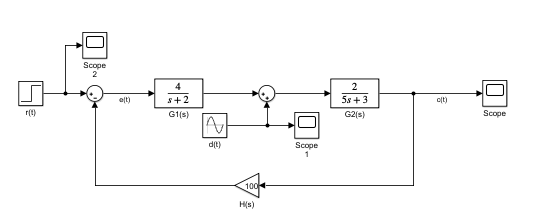 Scope
2
r(t)
+
−
e(t)
4
s + 2
G1(s)
+
+
2
5s + 3
G2(s)
c(t)
Scope
d(t)
Scope
1
100
H(s)